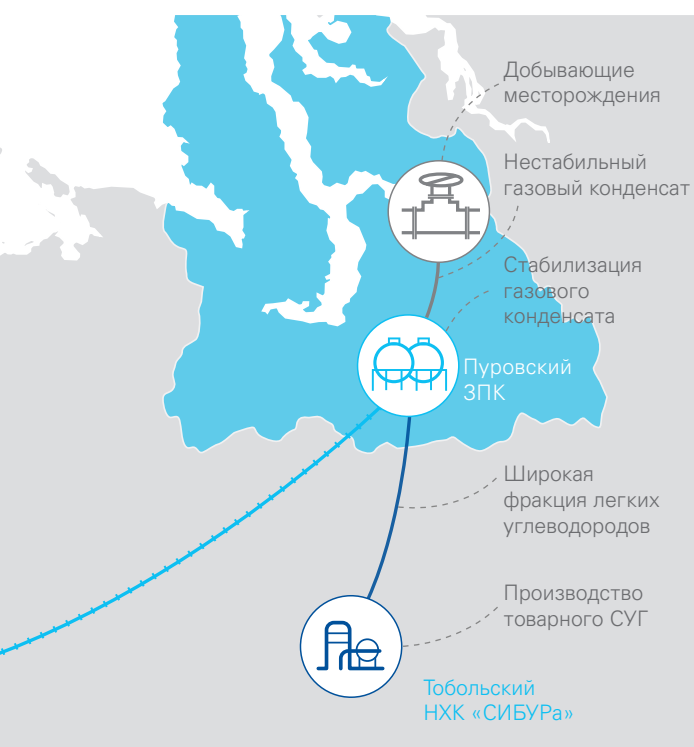 Добывающие
месторождения
Нестабильный
газовый конденсат
Стабилизация
газового
конденсата
Пуровский
ЗПК
Широкая
фракция легких
углеводородов
Производство
товарного СУГ
Тобольский
НХК «СИБУРа»